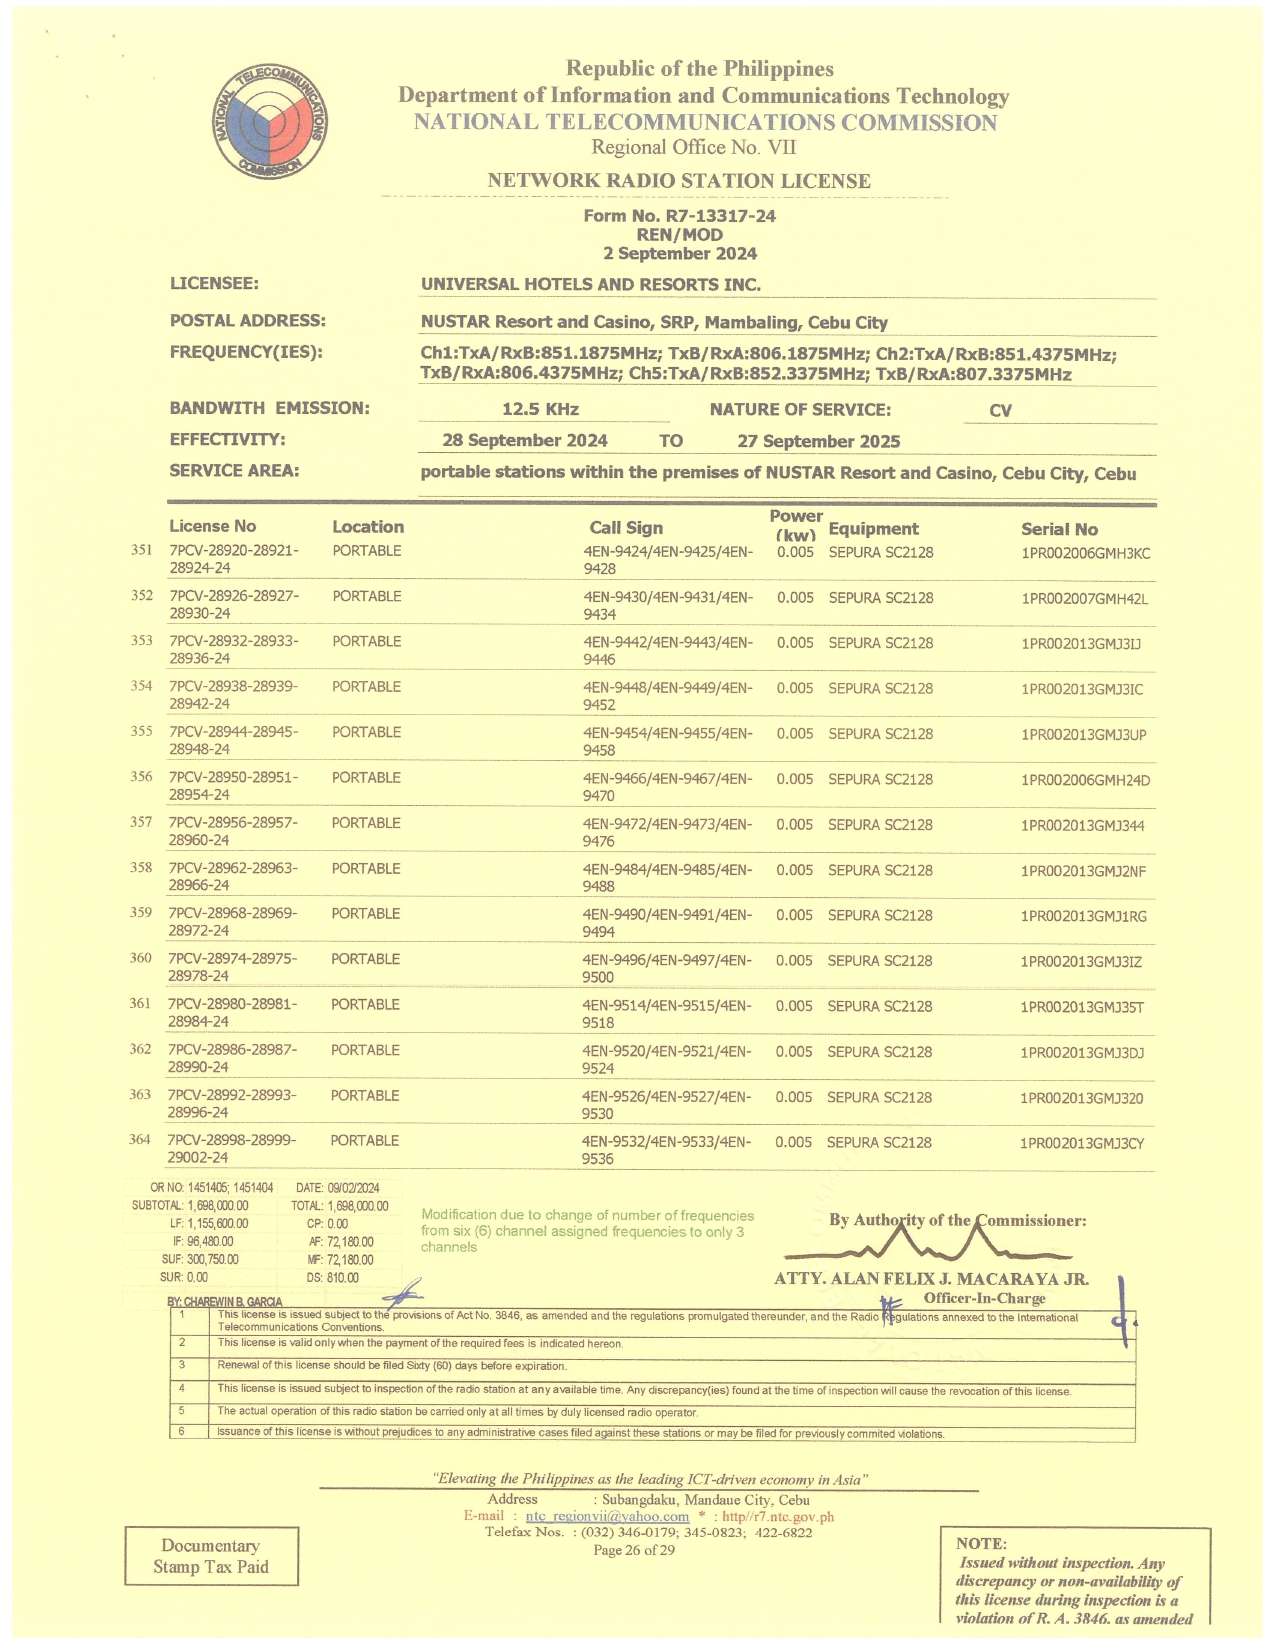 NATIONAL TELECOMMUNICATIONS COMMISSION
Republic of the Philippines
Department of Information and Communications Technology
NATIONAL TELECOMMUNICATIONS COMMISSION
Regional Office No. VII
NETWORK RADIO STATION LICENSE
Form No. R7-13317-24
REN/MOD
2 September 2024
LICENSEE: UNIVERSAL HOTELS AND RESORTS INC.
POSTAL ADDRESS: NUSTAR Resort and Casino, SRP, Mambaling, Cebu City
FREQUENCY(IES): Ch1:TxA/RxB:851.1875MHz; TxB/RxA:806.1875MHz; Ch2:TxA/RxB:851.4375MHz;
TxB/RxA:806.4375MHz; Ch5:TxA/RxB:852.3375MHz; TxB/RxA:807.3375MHz
BANDWITH EMISSION: 12.5 KHz NATURE OF SERVICE: CV
EFFECTIVITY: 28 September 2024 TO 27 September 2025
SERVICE AREA: portable stations within the premises of NUSTAR Resort and Casino, Cebu City, Cebu
License No Location Call Sign Power (kw) Equipment Serial No
351 7PCV-28920-28921- PORTABLE 4EN-9424/4EN-9425/4EN- 0.005 SEPURA SC2128 1PR002006GMH3KC
28924-24 9428
352 7PCV-28926-28927- PORTABLE 4EN-9430/4EN-9431/4EN- 0.005 SEPURA SC2128 1PR002007GMH42L
28930-24 9434
353 7PCV-28932-28933- PORTABLE 4EN-9442/4EN-9443/4EN- 0.005 SEPURA SC2128 1PR002013GMJ3IJ
28936-24 9446
354 7PCV-28938-28939- PORTABLE 4EN-9448/4EN-9449/4EN- 0.005 SEPURA SC2128 1PR002013GMJ3IC
28942-24 9452
355 7PCV-28944-28945- PORTABLE 4EN-9454/4EN-9455/4EN- 0.005 SEPURA SC2128 1PR002013GMJ3UP
28948-24 9458
356 7PCV-28950-28951- PORTABLE 4EN-9466/4EN-9467/4EN- 0.005 SEPURA SC2128 1PR002006GMH24D
28954-24 9470
357 7PCV-28956-28957- PORTABLE 4EN-9472/4EN-9473/4EN- 0.005 SEPURA SC2128 1PR002013GMJ344
28960-24 9476
358 7PCV-28962-28963- PORTABLE 4EN-9484/4EN-9485/4EN- 0.005 SEPURA SC2128 1PR002013GMJ2NF
28966-24 9488
359 7PCV-28968-28969- PORTABLE 4EN-9490/4EN-9491/4EN- 0.005 SEPURA SC2128 1PR002013GMJ1RG
28972-24 9494
360 7PCV-28974-28975- PORTABLE 4EN-9496/4EN-9497/4EN- 0.005 SEPURA SC2128 1PR002013GMJ3IZ
28978-24 9500
361 7PCV-28980-28981- PORTABLE 4EN-9514/4EN-9515/4EN- 0.005 SEPURA SC2128 1PR002013GMJ35T
28984-24 9518
362 7PCV-28986-28987- PORTABLE 4EN-9520/4EN-9521/4EN- 0.005 SEPURA SC2128 1PR002013GMJ3DJ
28990-24 9524
363 7PCV-28992-28993- PORTABLE 4EN-9526/4EN-9527/4EN- 0.005 SEPURA SC2128 1PR002013GMJ320
28996-24 9530
364 7PCV-28998-28999- PORTABLE 4EN-9532/4EN-9533/4EN- 0.005 SEPURA SC2128 1PR002013GMJ3CY
29002-24 9536
OR NO: 1451405; 1451404 DATE: 09/02/2024
SUBTOTAL: 1,698,000.00 TOTAL: 1,698,000.00
LF: 1,155,600.00 CP: 0.00
IF: 96,480.00 AF: 72,180.00
SUF: 300,750.00 MF: 72,180.00
SUR: 0.00 DS: 810.00
BY: CHAREWIN B. GARCIA
Modification due to change of number of frequencies
from six (6) channel assigned frequencies to only 3
channels
By Authority of the Commissioner:
ATTY. ALAN FELIX J. MACARAYA JR.
Officer-In-Charge
1 This license is issued subject to the provisions of Act No. 3846, as amended and the regulations promulgated thereunder, and the Radio Regulations annexed to the International
Telecommunications Conventions.
2 This license is valid only when the payment of the required fees is indicated hereon.
3 Renewal of this license should be filed Sixty (60) days before expiration.
4 This license is issued subject to inspection of the radio station at any available time. Any discrepancy(ies) found at the time of inspection will cause the revocation of this license.
5 The actual operation of this radio station be carried only at all times by duly licensed radio operator.
6 Issuance of this license is without prejudices to any administrative cases filed against these stations or may be filed for previously commited violations.
"Elevating the Philippines as the leading ICT-driven economy in Asia"
Address : Subangdaku, Mandaue City, Cebu
E-mail : ntc_regionvii@yahoo.com * : http//r7.ntc.gov.ph
Telefax Nos. : (032) 346-0179; 345-0823; 422-6822
Page 26 of 29
Documentary
Stamp Tax Paid
NOTE:
Issued without inspection. Any
discrepancy or non-availability of
this license during inspection is a
violation of R. A. 3846. as amended